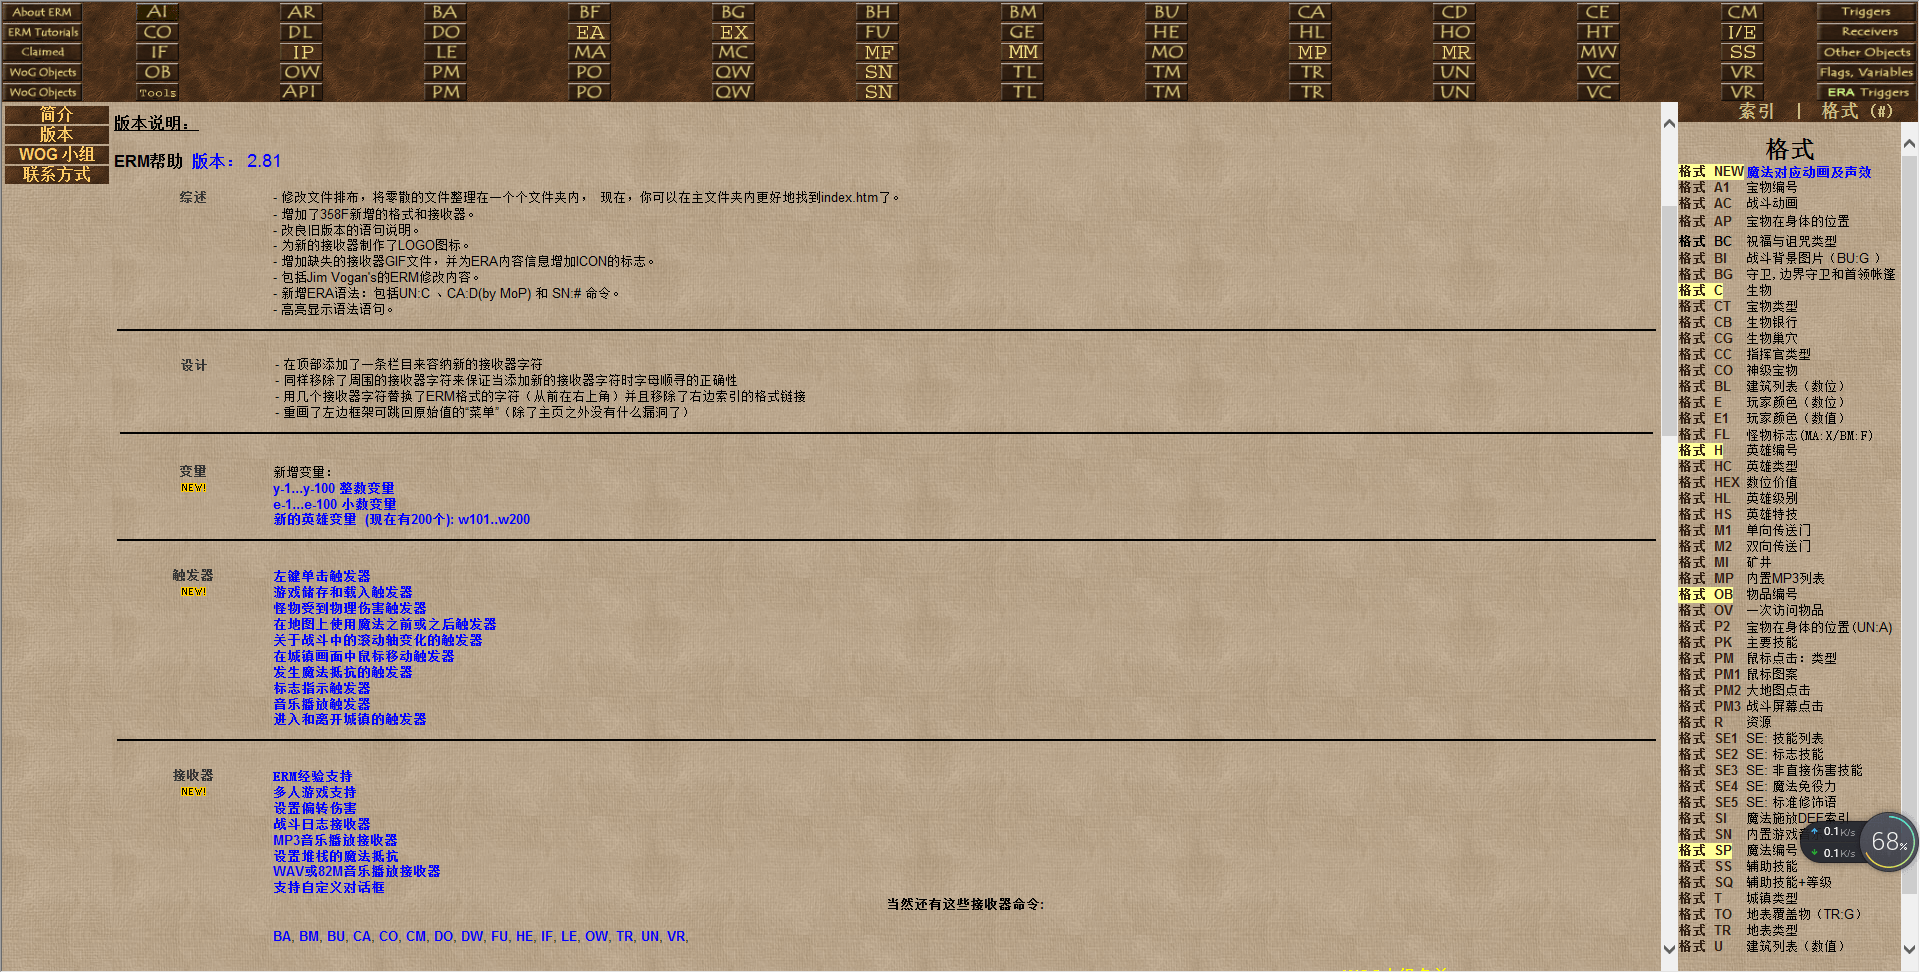 About ERM AI AR BA BF BG BH BM BU CA CD CE CM Triggers
ERM Tutorials CO DL DO EA EX FU GE HE HL HO HT I/E Receivers
Claimed IF IP LE MA MC MF MM MO MP MR MW SS Other Objects
WoG Objects OB OW PM PO QW SN TL TM TR UN VC VR Flags, Variables
WoG Objects Tools API PM PO QW SN TL TM TR UN VC VR ERA Triggers
简介
版本
WOG 小组
联系方式
版本说明：
ERM帮助 版本： 2.81
综述
- 修改文件排布，将零散的文件整理在一个个文件夹内， 现在，你可以在主文件夹内更好地找到index.htm了。
- 增加了358F新增的格式和接收器。
- 改良旧版本的语句说明。
- 为新的接收器制作了LOGO图标。
- 增加缺失的接收器GIF文件，并为ERA内容信息增加ICON的标志。
- 包括Jim Vogan's的ERM修改内容。
- 新增ERA语法：包括UN:C 、CA:D(by MoP) 和 SN:# 命令。
- 高亮显示语法语句。
设计
- 在顶部添加了一条栏目来容纳新的接收器字符
- 同样移除了周围的接收器字符来保证当添加新的接收器字符时字母顺寻的正确性
- 用几个接收器字符替换了ERM格式的字符（从前在右上角）并且移除了右边索引的格式链接
- 重画了左边框架可跳回原始值的“菜单”（除了主页之外没有什么漏洞了）
变量
NEW!
新增变量：
y-1...y-100 整数变量
e-1...e-100 小数变量
新的英雄变量 (现在有200个): w101..w200
触发器
NEW!
左键单击触发器
游戏储存和载入触发器
怪物受到物理伤害触发器
在地图上使用魔法之前或之后触发器
关于战斗中的滚动轴变化的触发器
在城镇画面中鼠标移动触发器
发生魔法抵抗的触发器
标志指示触发器
音乐播放触发器
进入和离开城镇的触发器
接收器
NEW!
ERM经验支持
多人游戏支持
设置偏转伤害
战斗日志接收器
MP3音乐播放接收器
设置堆栈的魔法抵抗
WAV或82M音乐播放接收器
支持自定义对话框
当然还有这些接收器命令:
BA, BM, BU, CA, CO, CM, DO, DW, FU, HE, IF, LE, OW, TR, UN, VR,
索引 | 格式 (#)
格式
格式 NEW 魔法对应动画及声效
格式 A1 宝物编号
格式 AC 战斗动画
格式 AP 宝物在身体的位置
格式 BC 祝福与诅咒类型
格式 BI 战斗背景图片（BU:G ）
格式 BG 守卫,边界守卫和首领帐篷
格式 C 生物
格式 CT 宝物类型
格式 CB 生物银行
格式 CG 生物巢穴
格式 CC 指挥官类型
格式 CO 神级宝物
格式 BL 建筑列表（数位）
格式 E 玩家颜色（数位）
格式 E1 玩家颜色（数值）
格式 FL 怪物标志(MA:X/BM:F)
格式 H 英雄编号
格式 HC 英雄类型
格式 HEX 数位价值
格式 HL 英雄级别
格式 HS 英雄特技
格式 M1 单向传送门
格式 M2 双向传送门
格式 MI 矿井
格式 MP 内置MP3列表
格式 OB 物品编号
格式 OV 一次访问物品
格式 P2 宝物在身体的位置(UN:A)
格式 PK 主要技能
格式 PM 鼠标点击：类型
格式 PM1 鼠标图案
格式 PM2 大地图点击
格式 PM3 战斗屏幕点击
格式 R 资源
格式 SE1 SE: 技能列表
格式 SE2 SE: 标志技能
格式 SE3 SE: 非直接伤害技能
格式 SE4 SE: 魔法免役力
格式 SE5 SE: 标准修饰语
格式 SI 魔法施放DEF索引
格式 SN 内置游戏
格式 SP 魔法编号
格式 SS 辅助技能
格式 SQ 辅助技能+等级
格式 T 城镇类型
格式 TO 地表覆盖物（TR:G）
格式 TR 地表类型
格式 U 建筑列表（数值）
0.1K/s
0.1K/s
68%